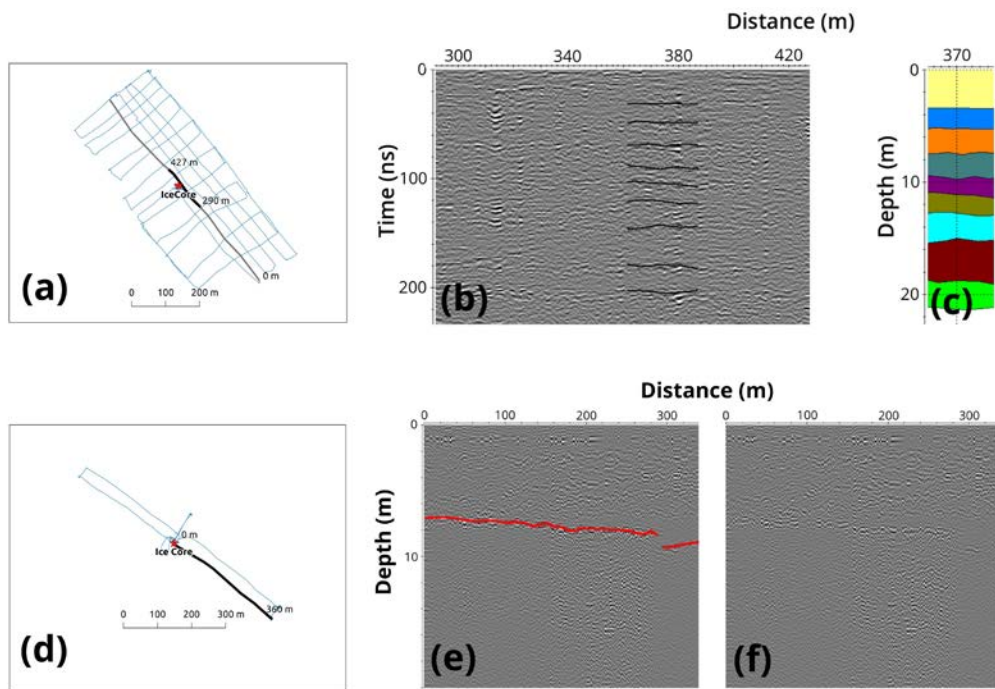 Distance (m)
427 m
IceCore
290 m
0 m
0 100 200 m
(a)
300 340 380 420
0
100
200
Time (ns)
(b)
370
0
10
20
Depth (m)
(c)
Distance (m)
0 m
Ice Core
360 m
0 100 200 300 m
(d)
0 100 200 300
0
10
Depth (m)
(e)
0 100 200 300
(f)